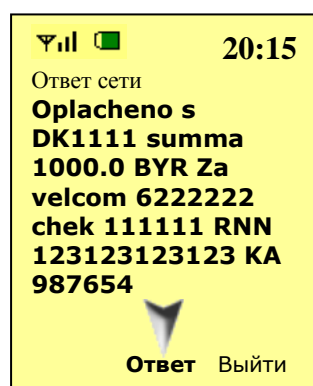 20:15
Ответ сети
Oplacheno s
DK1111 summa
1000.0 BYR Za
velcom 6222222
chek 111111 RNN
123123123123 KA
987654
Ответ Выйти